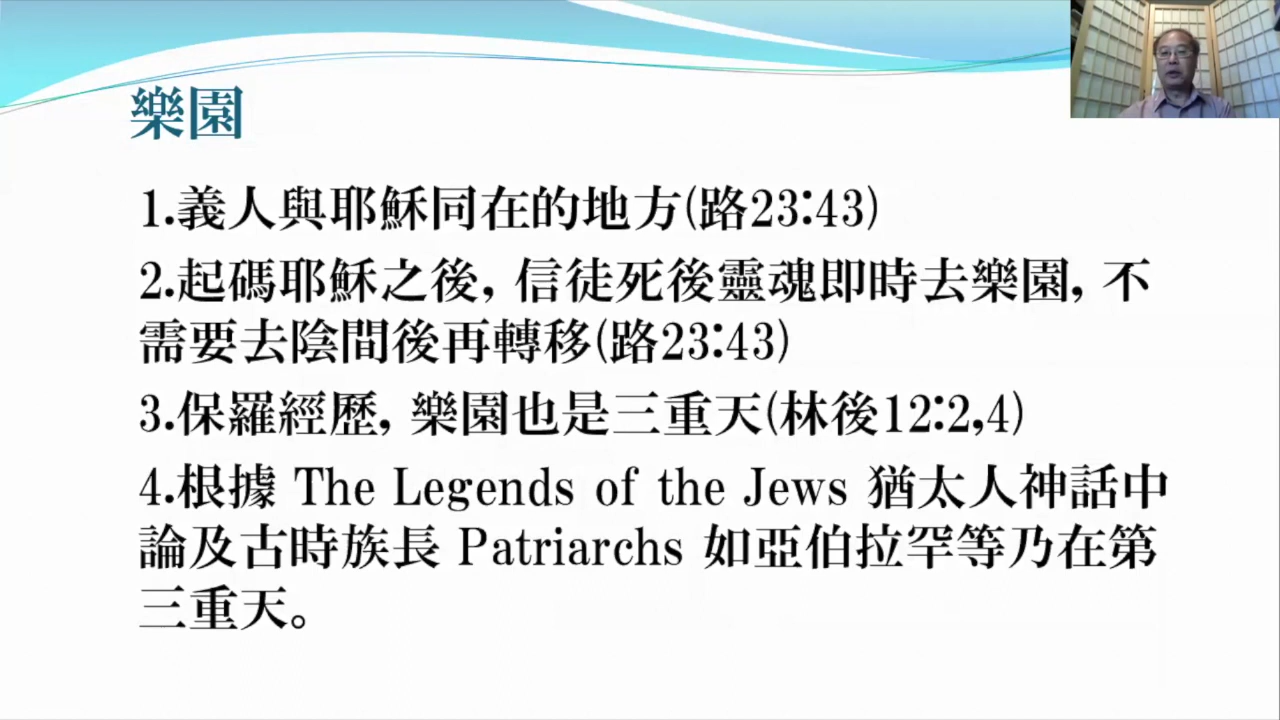 樂園
1.義人與耶穌同在的地方(路23:43)
2.起碼耶穌之後, 信徒死後靈魂即時去樂園, 不
需要去陰間後再轉移(路23:43)
3.保羅經歷, 樂園也是三重天(林後12:2,4)
4.根據 The Legends of the Jews 猶太人神話中
論及古時族長 Patriarchs 如亞伯拉罕等乃在第
三重天。